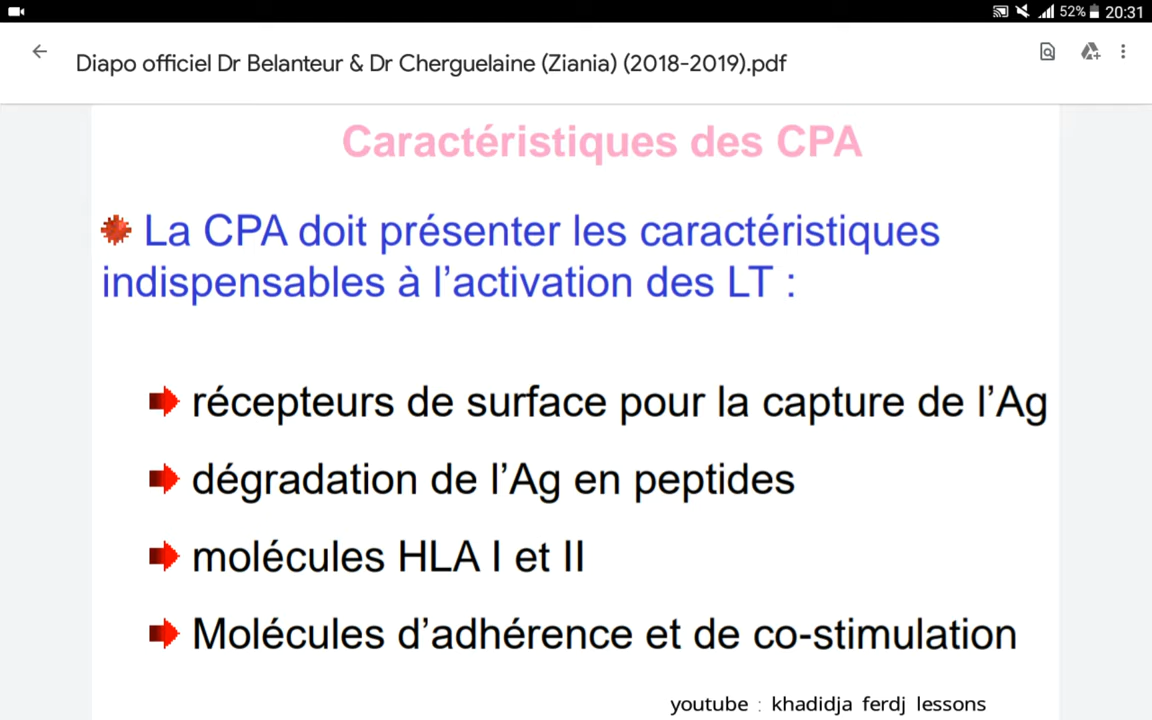 52% 20:31
Diapo officiel Dr Belanteur & Dr Cherguelaine (Ziania) (2018-2019).pdf
Caractéristiques des CPA
La CPA doit présenter les caractéristiques
indispensables à l’activation des LT :
récepteurs de surface pour la capture de l’Ag
dégradation de l’Ag en peptides
molécules HLA I et II
Molécules d’adhérence et de co-stimulation
youtube : khadidja ferdj lessons